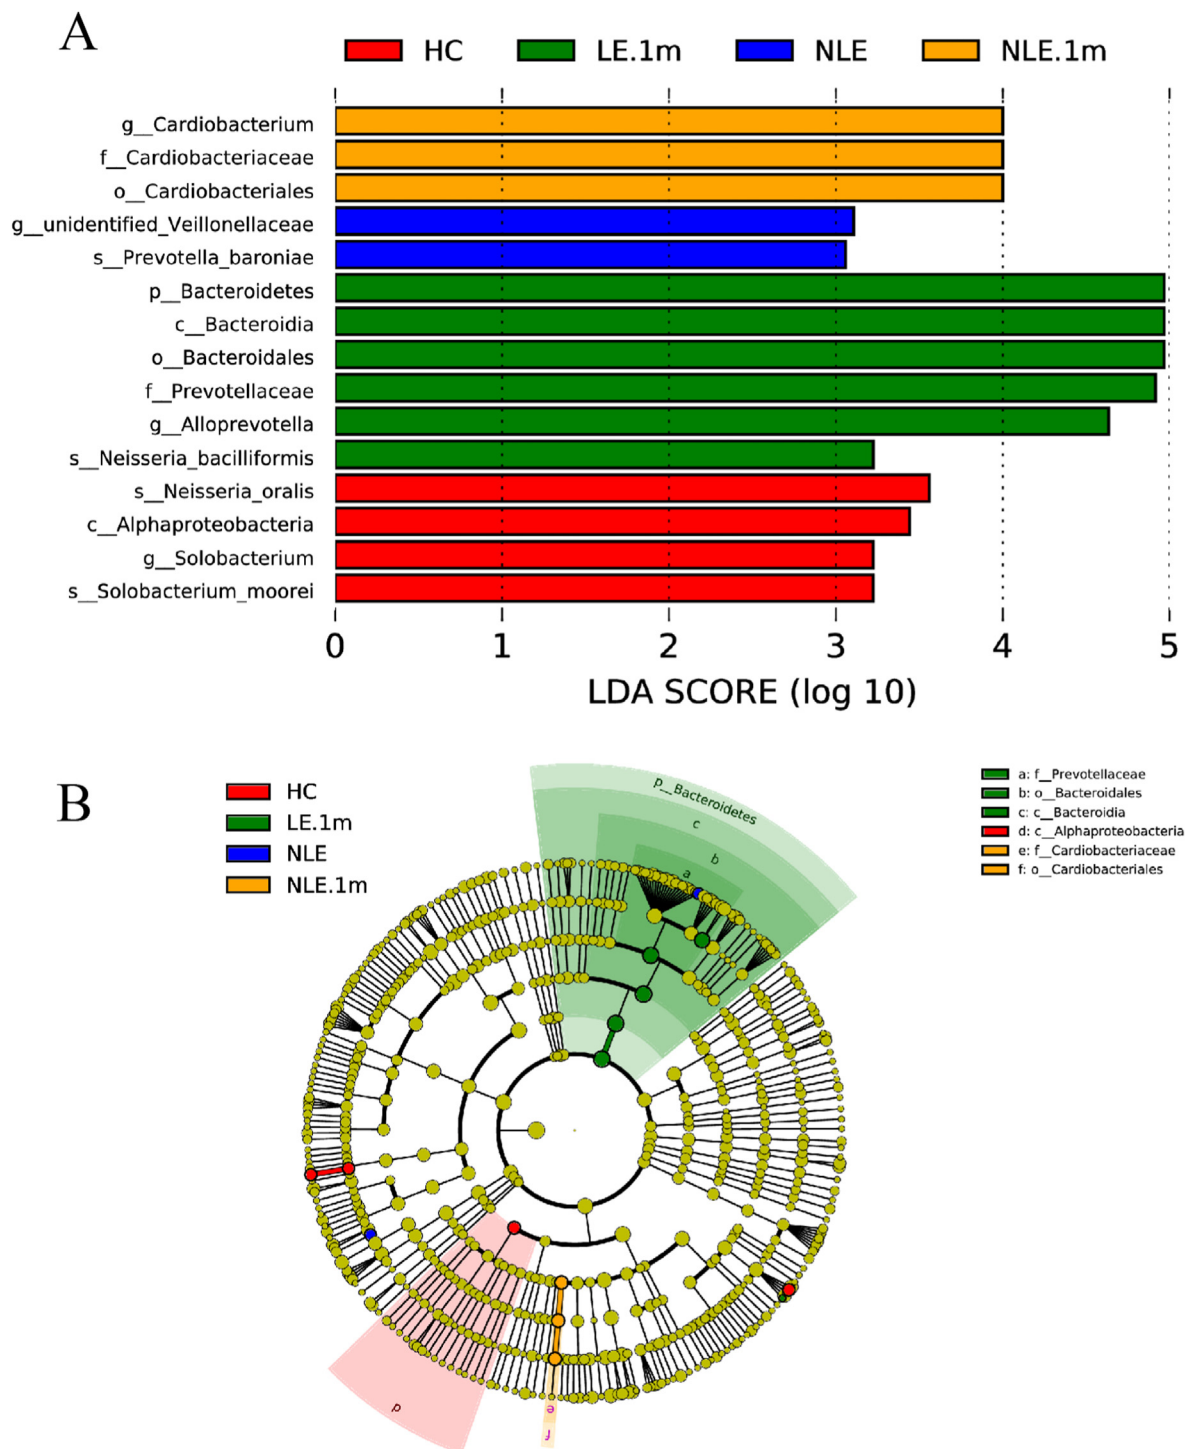 A
HC LE.1m NLE NLE.1m
g__Cardiobacterium
f__Cardiobacteriaceae
o__Cardiobacteriales
g__unidentified_Veillonellaceae
s__Prevotella_baroniae
p__Bacteroidetes
c__Bacteroidia
o__Bacteroidales
f__Prevotellaceae
g__Alloprevotella
s__Neisseria_bacilliformis
s__Neisseria_oralis
c__Alphaproteobacteria
g__Solobacterium
s__Solobacterium_moorei
0 1 2 3 4 5
LDA SCORE (log 10)
B
HC
LE.1m
NLE
NLE.1m
p__Bacteroidetes
c
b
a
a: f__Prevotellaceae
b: o__Bacteroidales
c: c__Bacteroidia
d: c__Alphaproteobacteria
e: f__Cardiobacteriaceae
f: o__Cardiobacteriales
d
e
f